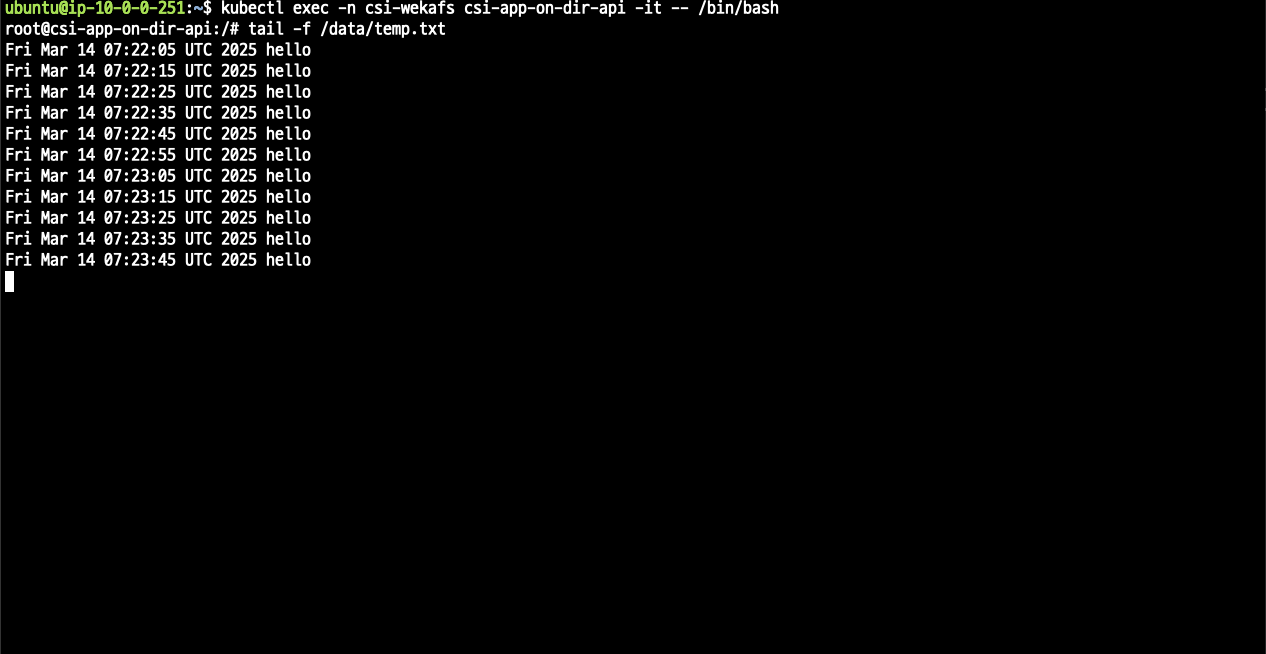 ubuntu@ip-10-0-0-251:~$ kubectl exec -n csi-wekafs csi-app-on-dir-api -it -- /bin/bash
root@csi-app-on-dir-api:/# tail -f /data/temp.txt
Fri Mar 14 07:22:05 UTC 2025 hello
Fri Mar 14 07:22:15 UTC 2025 hello
Fri Mar 14 07:22:25 UTC 2025 hello
Fri Mar 14 07:22:35 UTC 2025 hello
Fri Mar 14 07:22:45 UTC 2025 hello
Fri Mar 14 07:22:55 UTC 2025 hello
Fri Mar 14 07:23:05 UTC 2025 hello
Fri Mar 14 07:23:15 UTC 2025 hello
Fri Mar 14 07:23:25 UTC 2025 hello
Fri Mar 14 07:23:35 UTC 2025 hello
Fri Mar 14 07:23:45 UTC 2025 hello